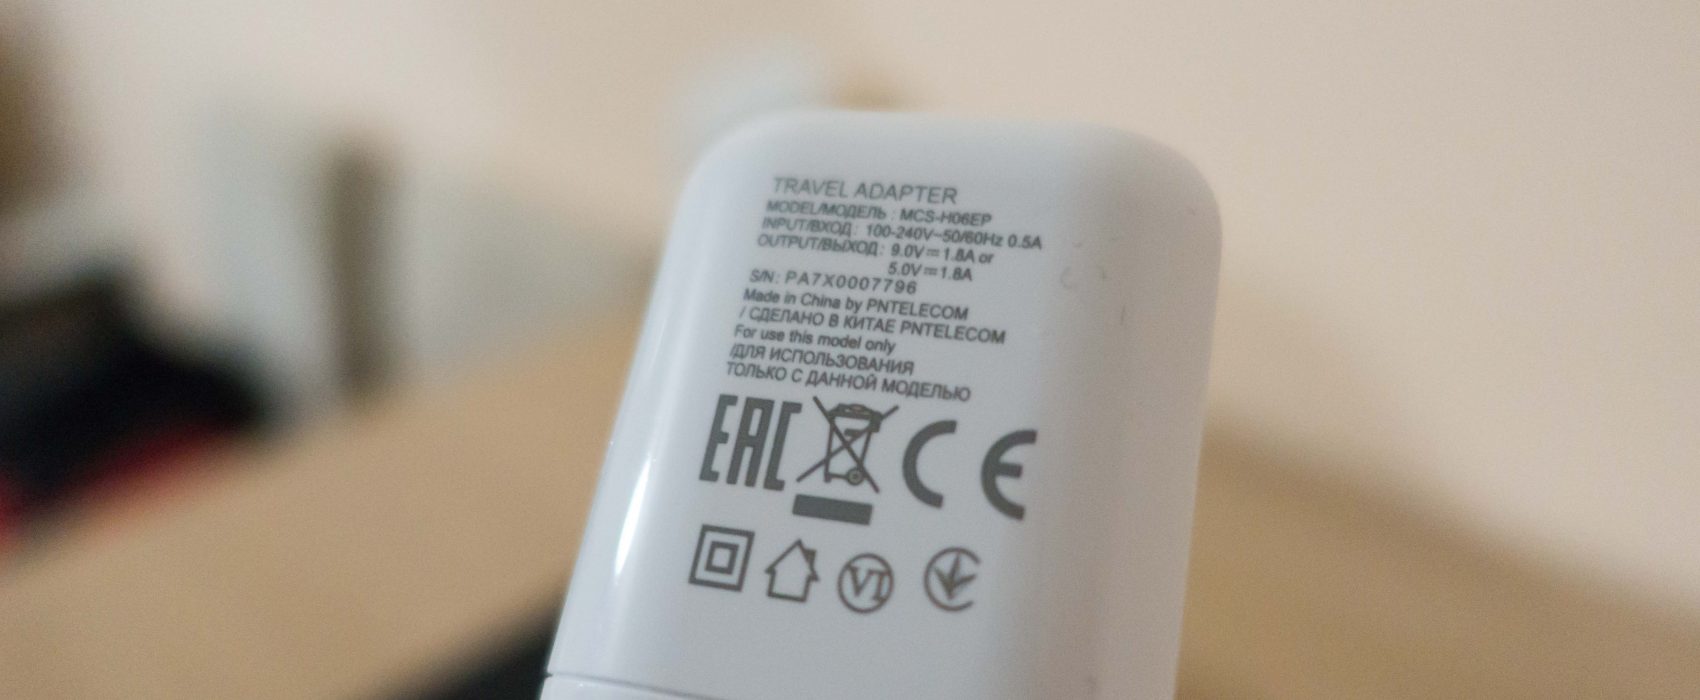 TRAVEL ADAPTER
MODEL/МОДЕЛЬ : MCS-H06EP
INPUT/ВХОД : 100-240V~50/60Hz 0.5A
OUTPUT/ВЫХОД : 9.0V⎓1.8A or
5.0V⎓1.8A
S/N: PA7X0007796
Made in China by PNTELECOM
/ СДЕЛАНО В КИТАЕ PNTELECOM
For use this model only
/ДЛЯ ИСПОЛЬЗОВАНИЯ
ТОЛЬКО С ДАННОЙ МОДЕЛЬЮ
EAC CE
VI